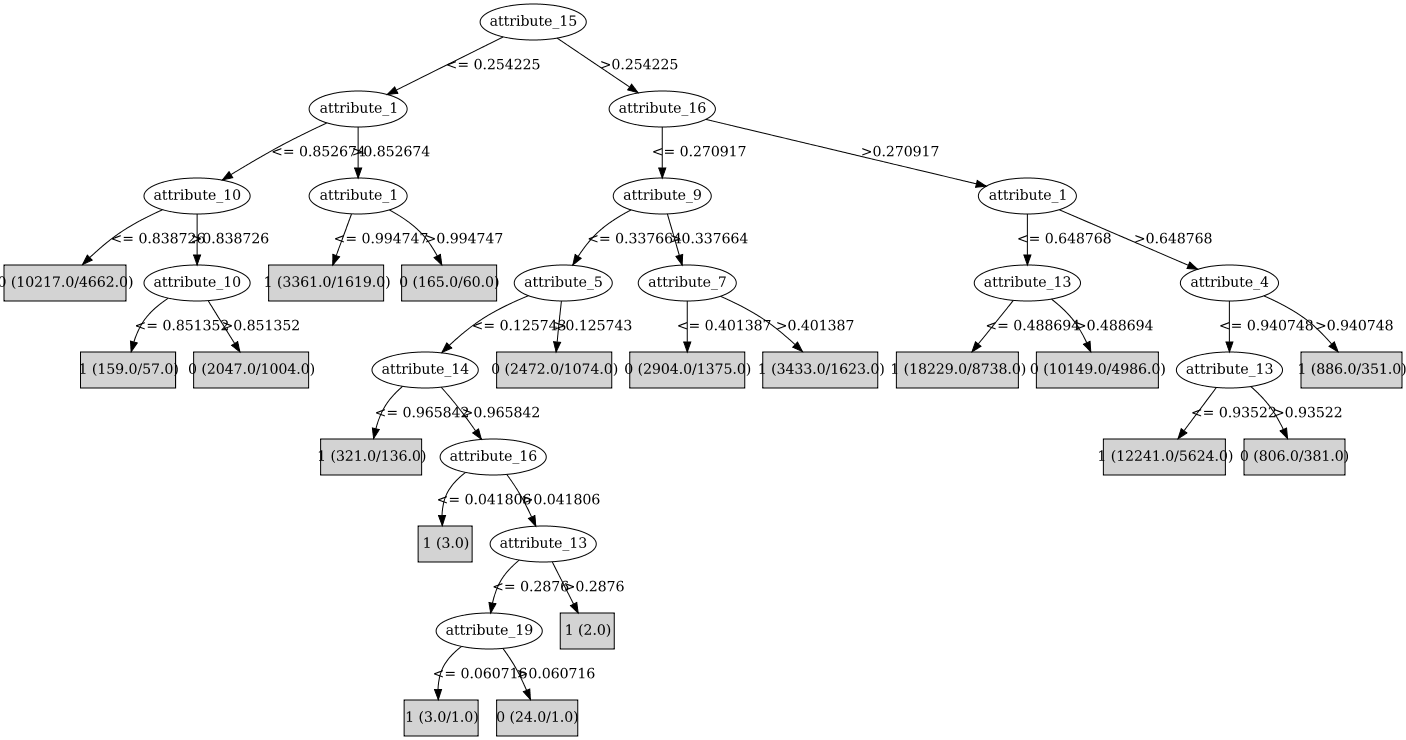 attribute_15
<= 0.254225 >0.254225
attribute_1 attribute_16
<= 0.852674 >0.852674 <= 0.270917 >0.270917
attribute_10 attribute_1 attribute_9 attribute_1
<= 0.838726 >0.838726 <= 0.994747 >0.994747 <= 0.337664 >0.337664 <= 0.648768 >0.648768
0 (10217.0/4662.0) attribute_10 1 (3361.0/1619.0) 0 (165.0/60.0) attribute_5 attribute_7 attribute_13 attribute_4
<= 0.851352 >0.851352 <= 0.125743 >0.125743 <= 0.401387 >0.401387 <= 0.488694 >0.488694 <= 0.940748 >0.940748
1 (159.0/57.0) 0 (2047.0/1004.0) attribute_14 0 (2472.0/1074.0) 0 (2904.0/1375.0) 1 (3433.0/1623.0) 1 (18229.0/8738.0) 0 (10149.0/4986.0) attribute_13 1 (886.0/351.0)
<= 0.965842 >0.965842 <= 0.93522 >0.93522
1 (321.0/136.0) attribute_16 1 (12241.0/5624.0) 0 (806.0/381.0)
<= 0.041806 >0.041806
1 (3.0) attribute_13
<= 0.2876 >0.2876
attribute_19 1 (2.0)
<= 0.060716 >0.060716
1 (3.0/1.0) 0 (24.0/1.0)